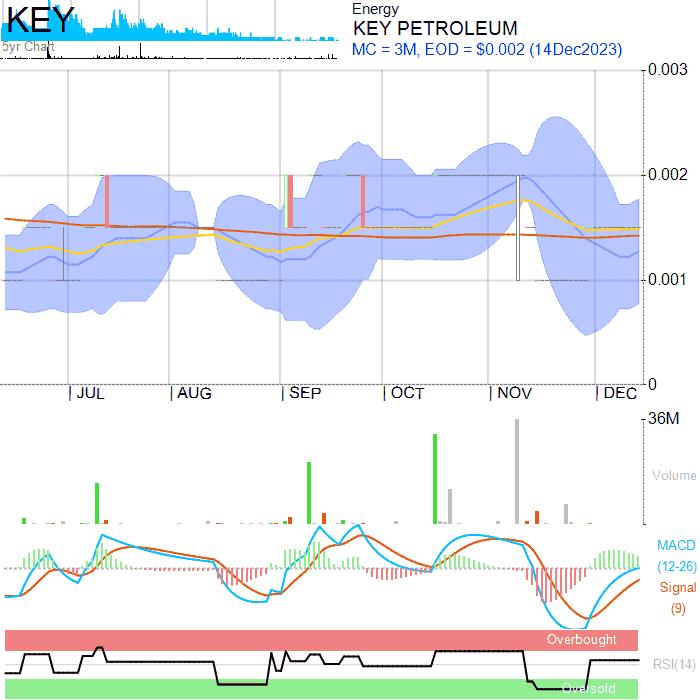 KEY
5yr Chart
Energy
KEY PETROLEUM
MC = 3M, EOD = $0.002 (14Dec2023)
0.003
0.002
0.001
0
JUL AUG SEP OCT NOV DEC
36M
Volume
MACD
(12-26)
Signal
(9)
Overbought
RSI(14)
Oversold